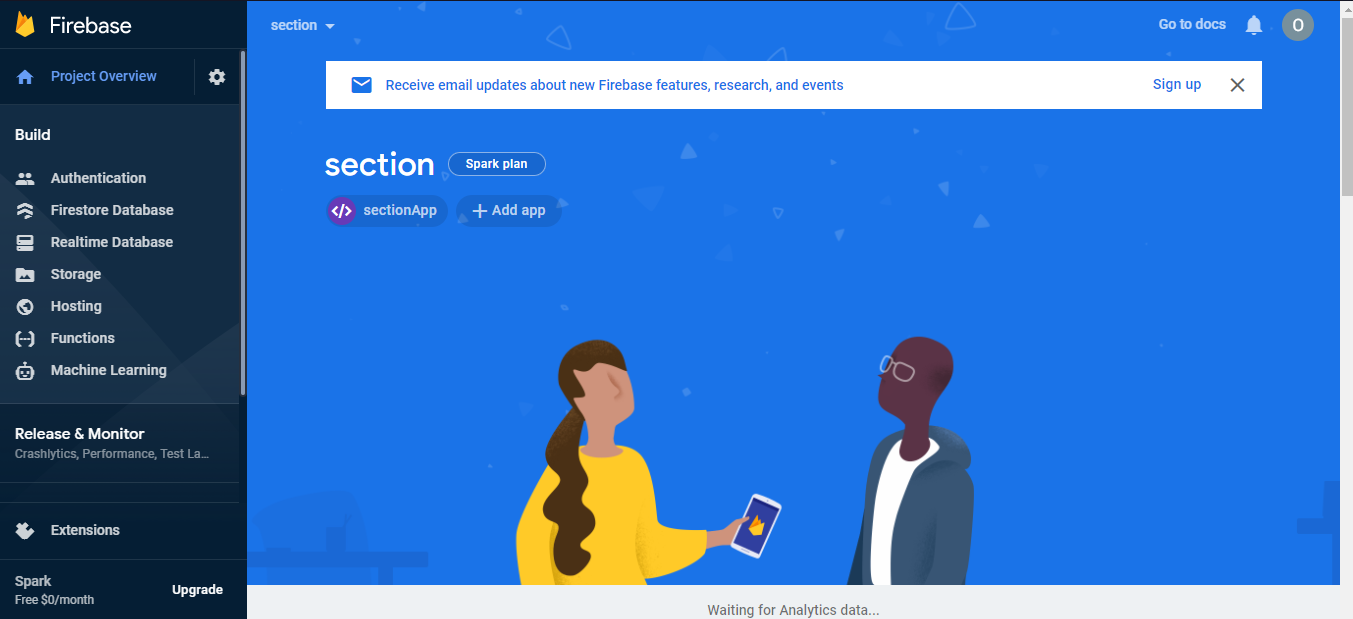 Firebase
Project Overview
Build
Authentication
Firestore Database
Realtime Database
Storage
Hosting
Functions
Machine Learning
Release & Monitor
Crashlytics, Performance, Test La...
Extensions
Spark
Free $0/month
Upgrade
section
Go to docs
O
Receive email updates about new Firebase features, research, and events
Sign up
section
Spark plan
sectionApp
Add app
Waiting for Analytics data...